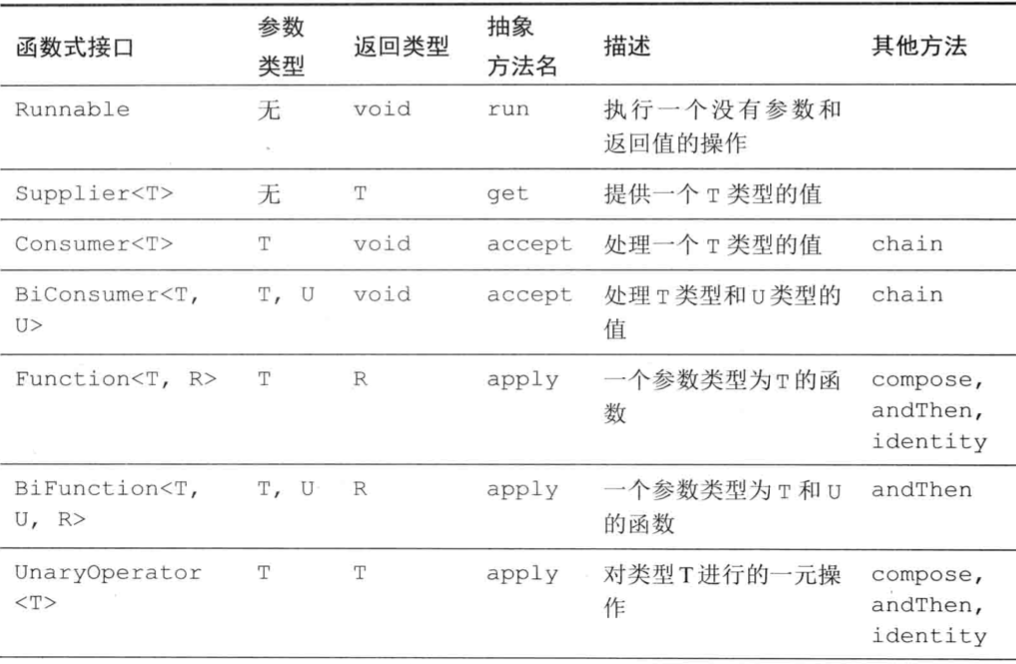 函数式接口 参数类型 返回类型 抽象方法名 描述 其他方法
Runnable 无 void run 执行一个没有参数和
返回值的操作
Supplier<T> 无 T get 提供一个 T 类型的值
Consumer<T> T void accept 处理一个 T 类型的值 chain
BiConsumer<T, T, U void accept 处理 T 类型和 U 类型的 chain
U> 值
Function<T, R> T R apply 一个参数类型为 T 的函 compose,
数 andThen,
identity
BiFunction<T, T, U R apply 一个参数类型为 T 和 U andThen
U, R> 的函数
UnaryOperator T T apply 对类型T进行的一元操 compose,
<T> 作 andThen,
identity